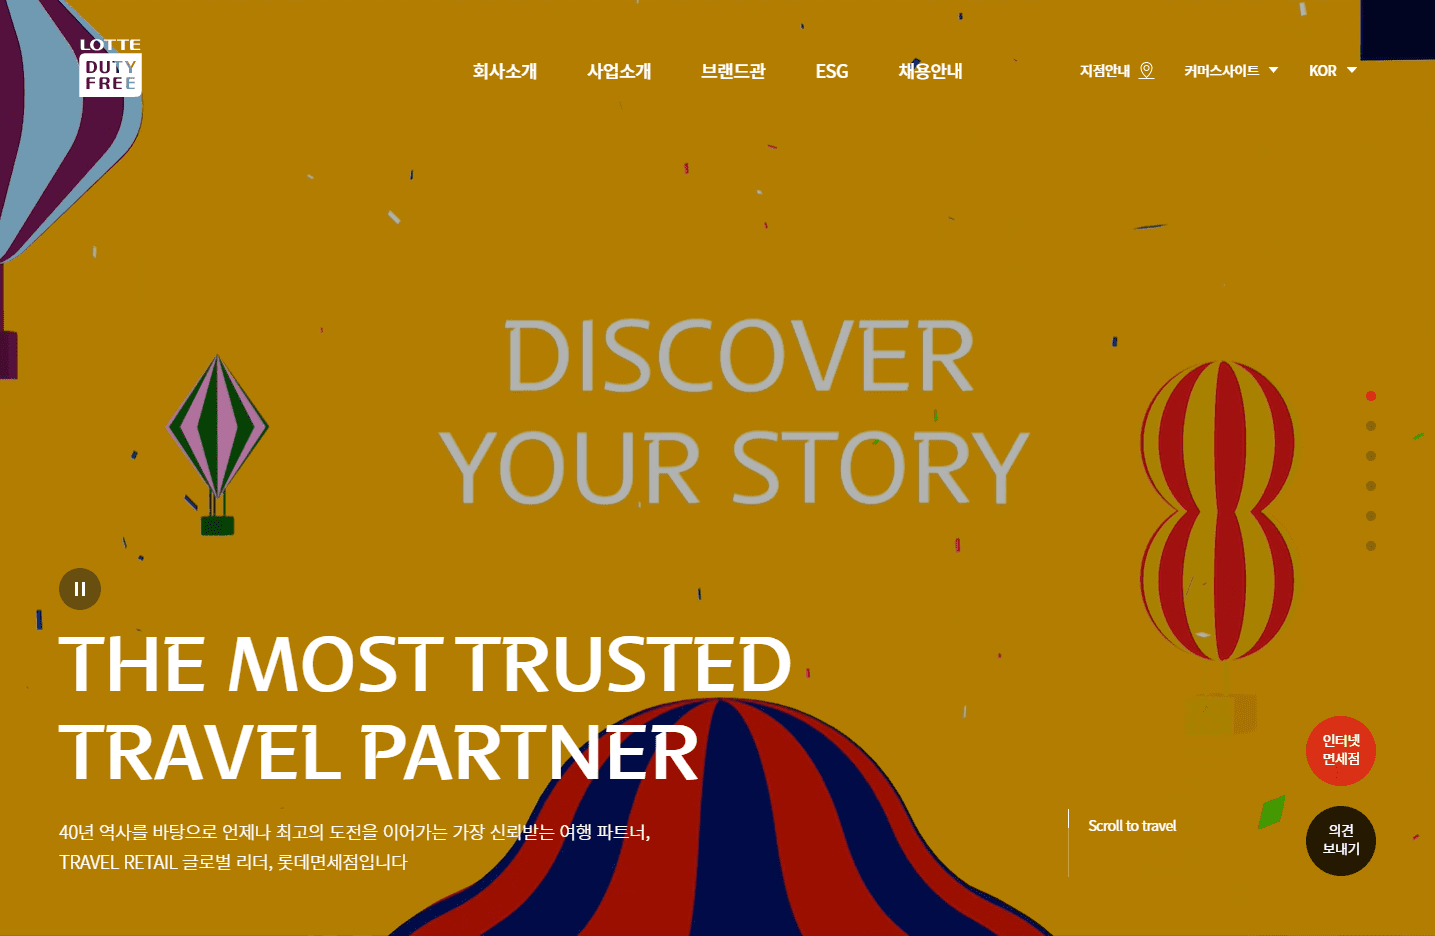 LOTTE
DUTY
FREE
회사소개
사업소개
브랜드관
ESG
채용안내
지점안내
커머스사이트
KOR
DISCOVER
YOUR STORY
THE MOST TRUSTED
TRAVEL PARTNER
40년 역사를 바탕으로 언제나 최고의 도전을 이어가는 가장 신뢰받는 여행 파트너,
TRAVEL RETAIL 글로벌 리더, 롯데면세점입니다
Scroll to travel
인터넷
면세점
의견
보내기